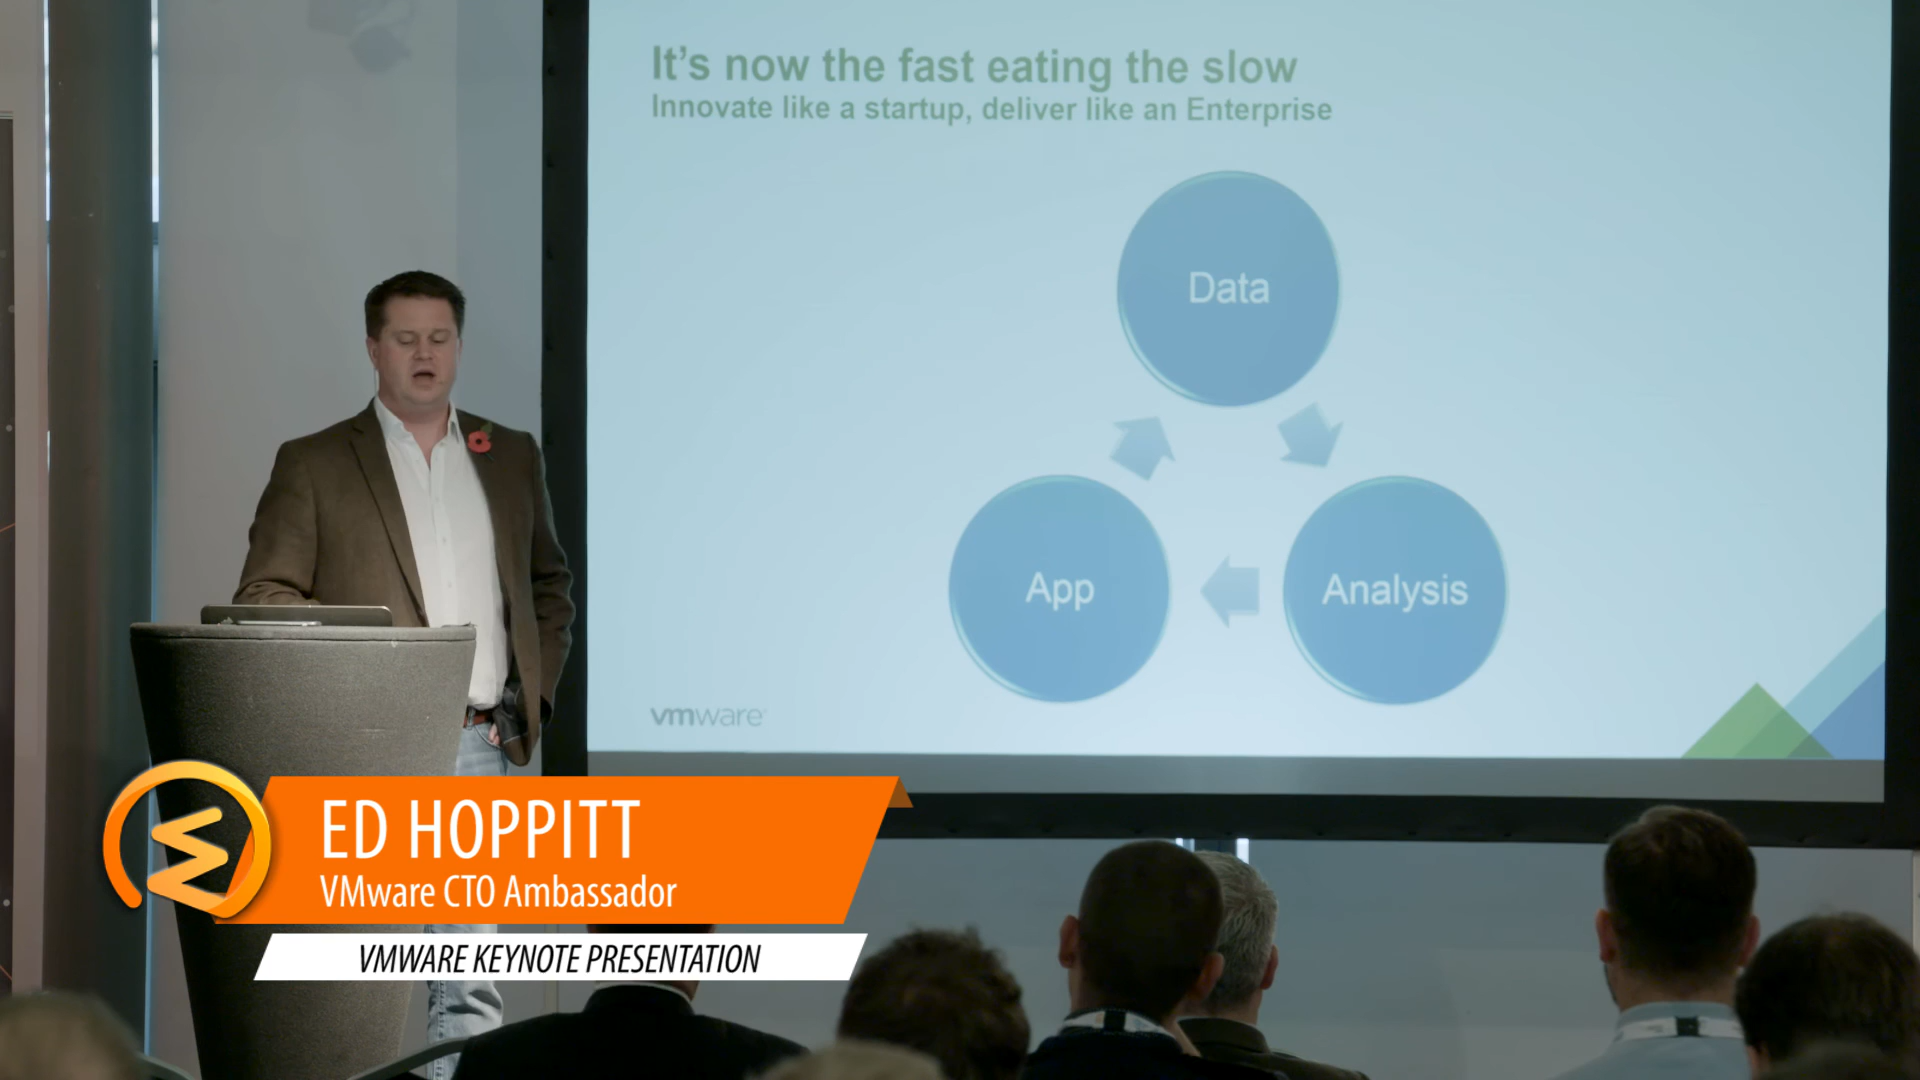 It's now the fast eating the slow
Innovate like a startup, deliver like an Enterprise
Data
App
Analysis
vmware
ED HOPPITT
VMware CTO Ambassador
VMWARE KEYNOTE PRESENTATION